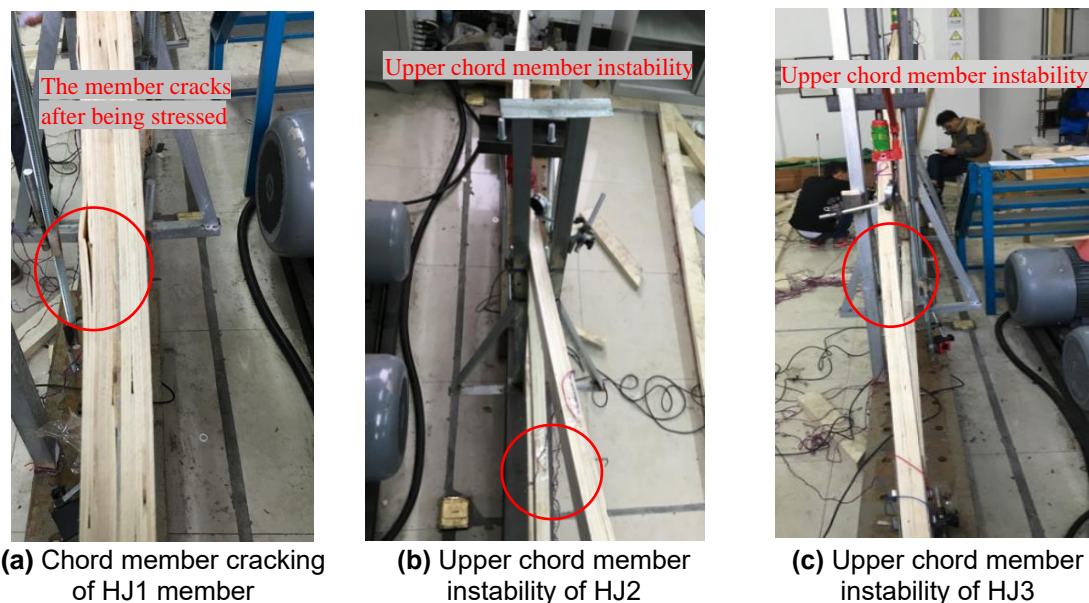 The member cracks
after being stressed
Upper chord member instability
Upper chord member instability
(a) Chord member cracking
of HJ1 member
(b) Upper chord member
instability of HJ2
(c) Upper chord member
instability of HJ3